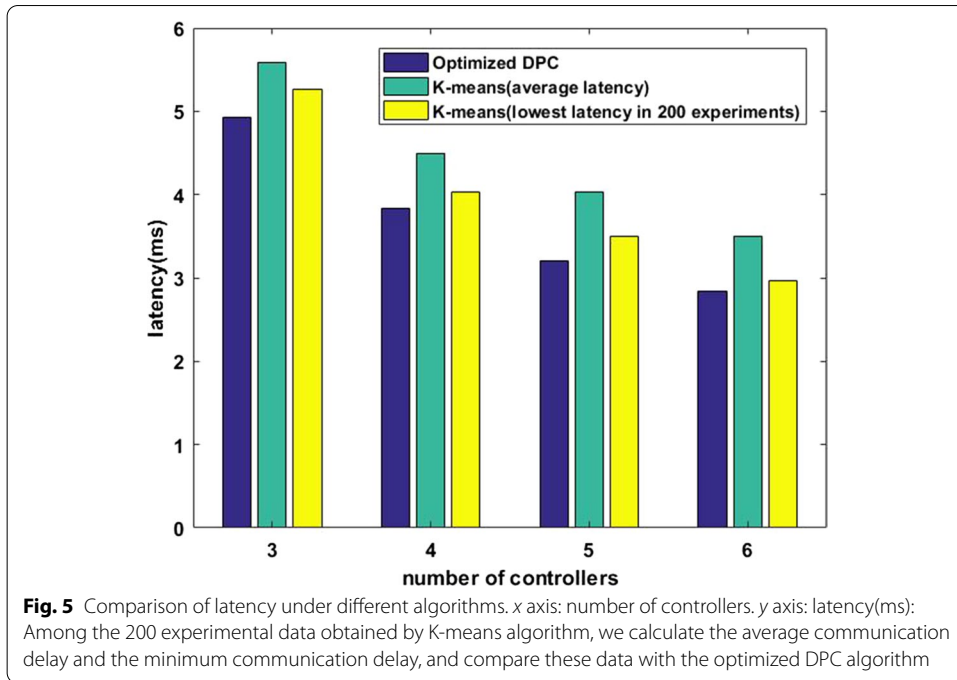 6
5
4
3
2
1
0
latency(ms)
Optimized DPC
K-means(average latency)
K-means(lowest latency in 200 experiments)
3 4 5 6
number of controllers
Fig. 5 Comparison of latency under different algorithms. x axis: number of controllers. y axis: latency(ms):
Among the 200 experimental data obtained by K-means algorithm, we calculate the average communication
delay and the minimum communication delay, and compare these data with the optimized DPC algorithm